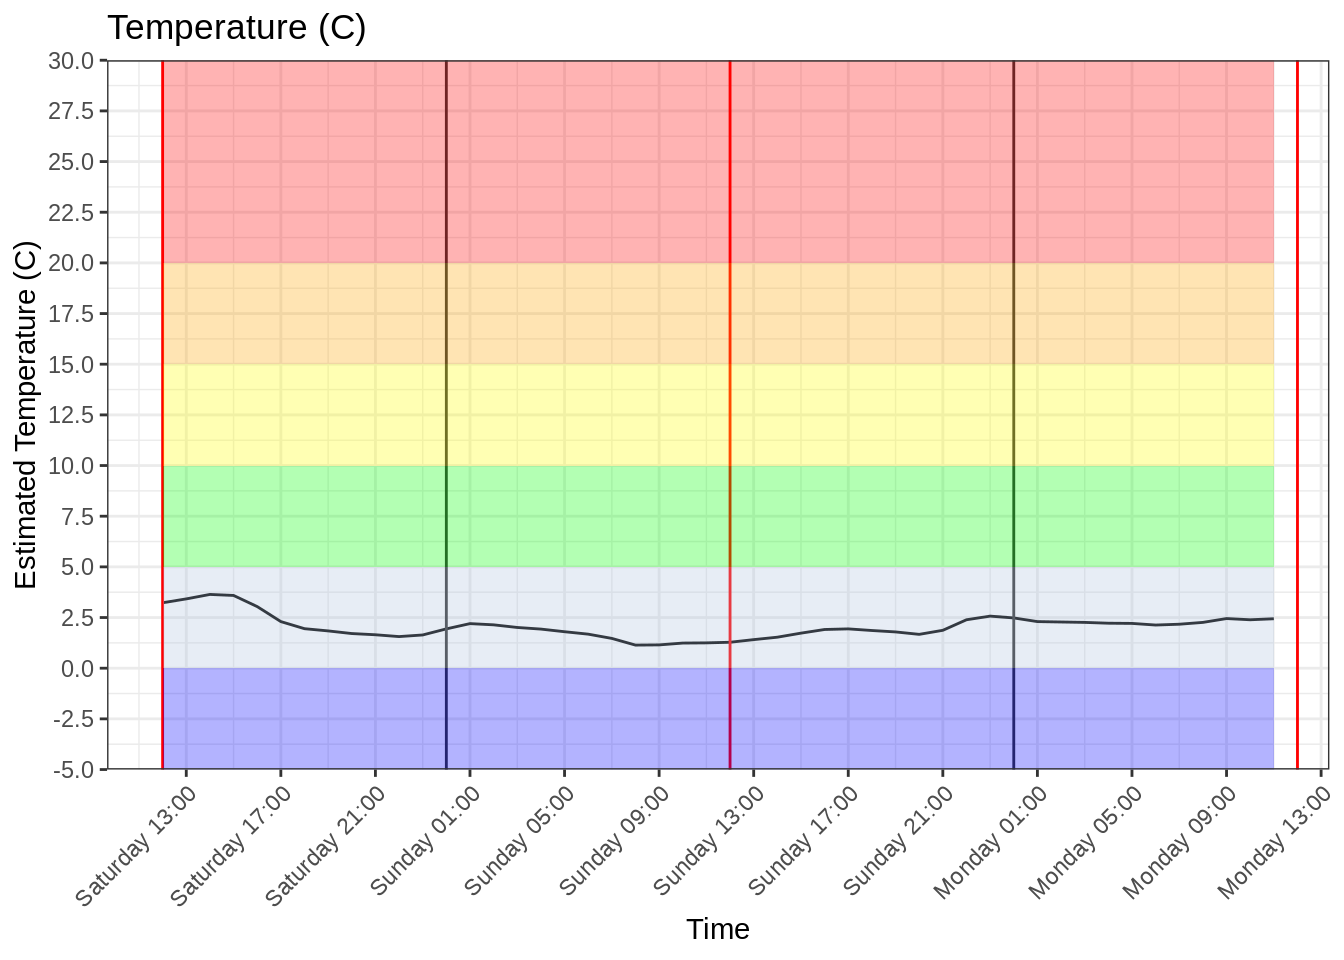 Temperature (C)
Estimated Temperature (C)
30.0
27.5
25.0
22.5
20.0
17.5
15.0
12.5
10.0
7.5
5.0
2.5
0.0
-2.5
-5.0
Saturday 13:00
Saturday 17:00
Saturday 21:00
Sunday 01:00
Sunday 05:00
Sunday 09:00
Sunday 13:00
Sunday 17:00
Sunday 21:00
Monday 01:00
Monday 05:00
Monday 09:00
Monday 13:00
Time